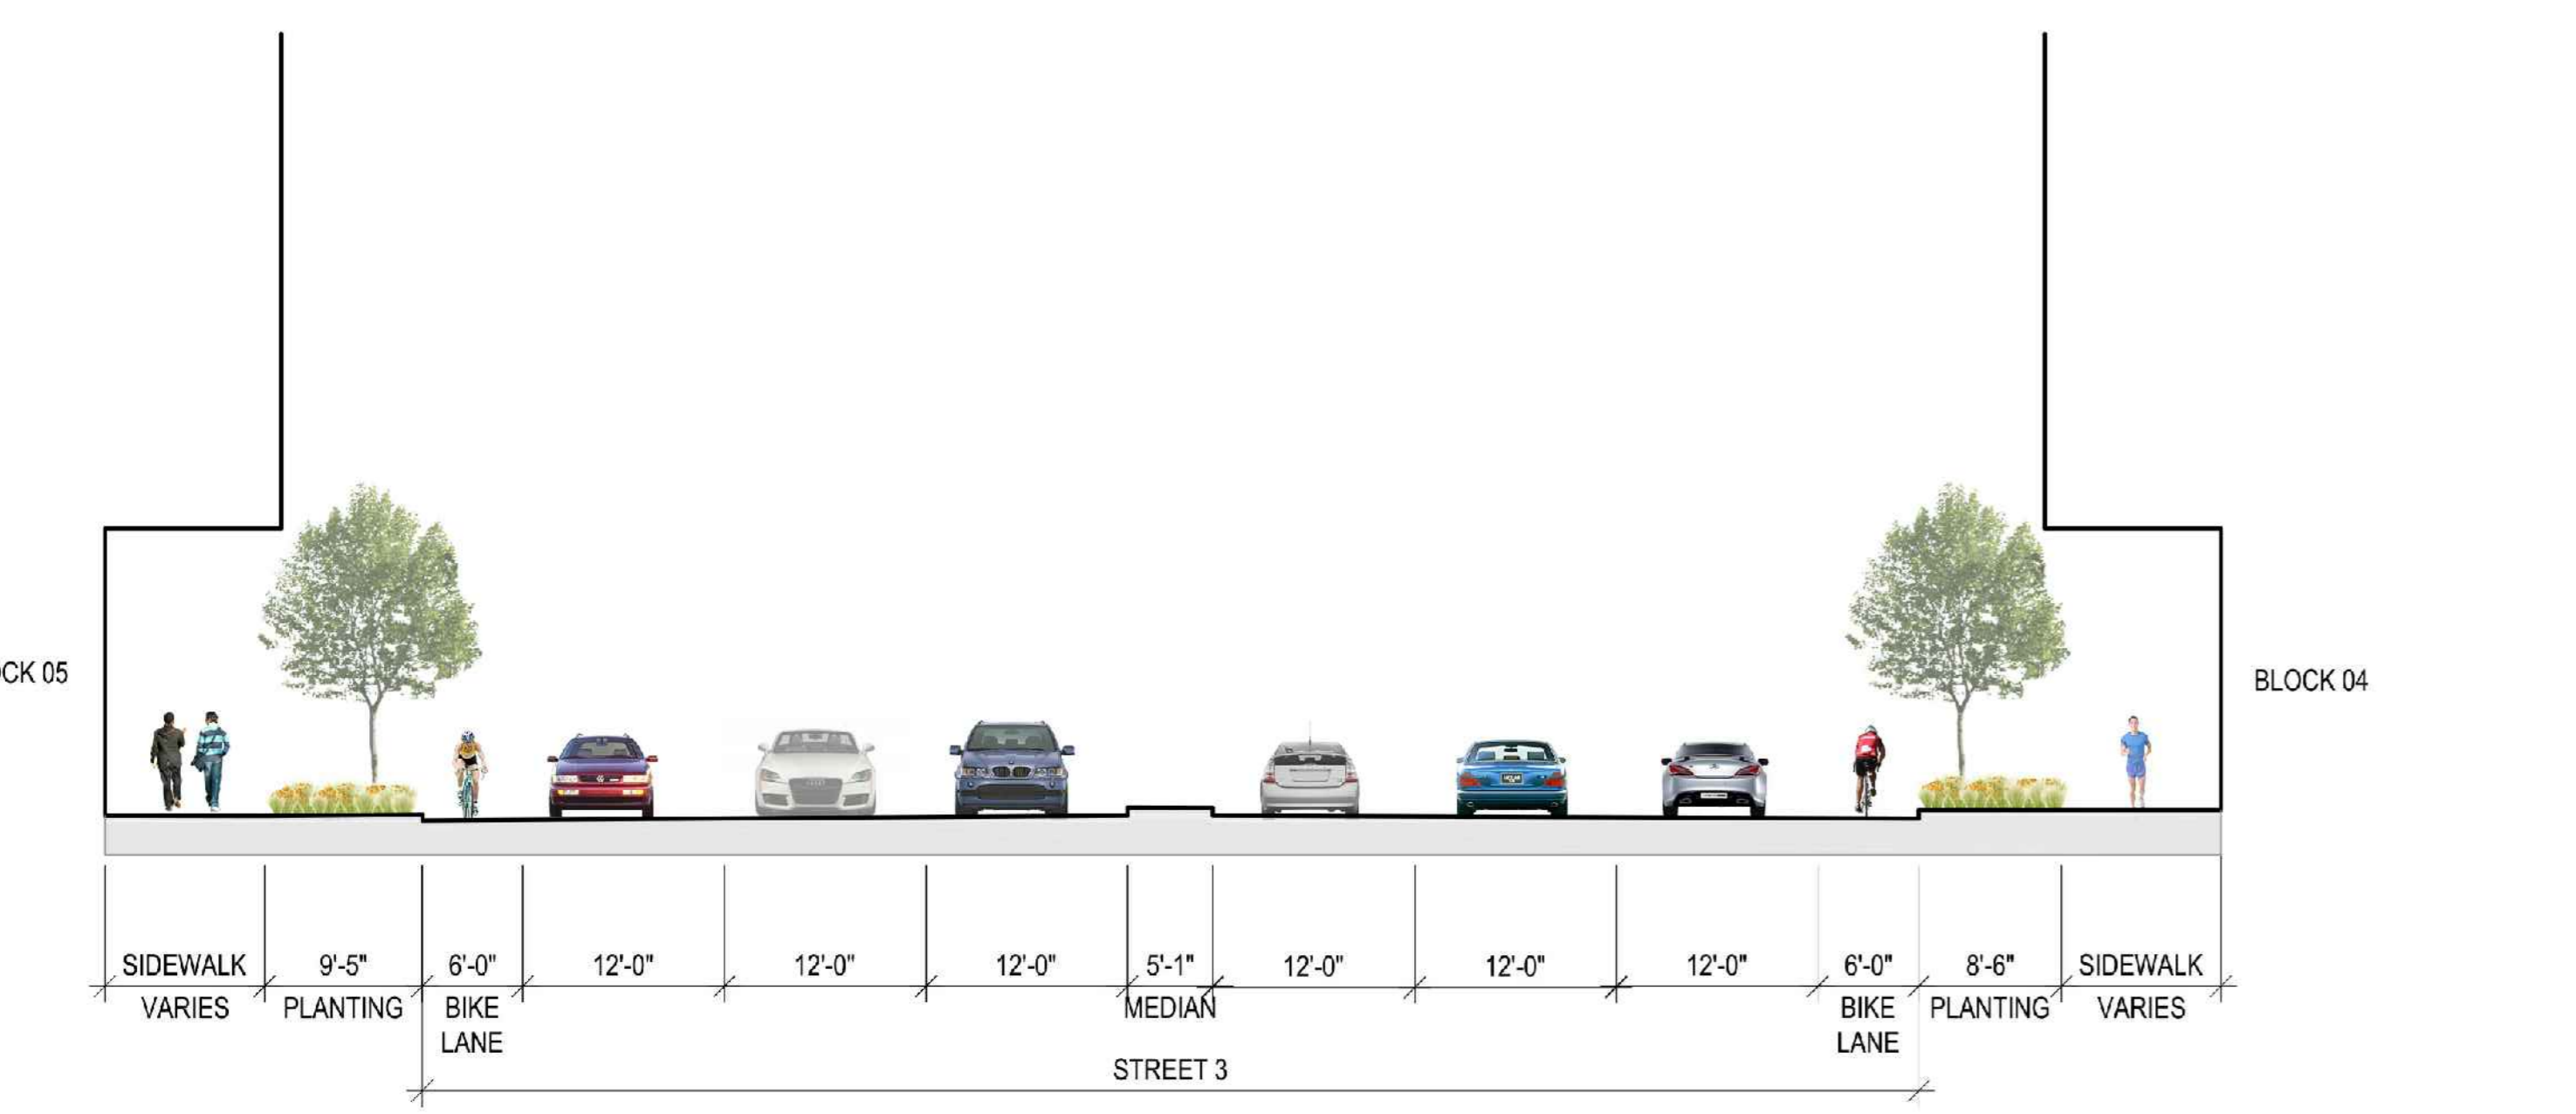 CK 05
BLOCK 04
SIDEWALK 9'-5" 6'-0" 12'-0" 12'-0" 12'-0" 5'-1" 12'-0" 12'-0" 12'-0" 6'-0" 8'-6" SIDEWALK
VARIES PLANTING BIKE MEDIAN BIKE PLANTING VARIES
LANE LANE
STREET 3